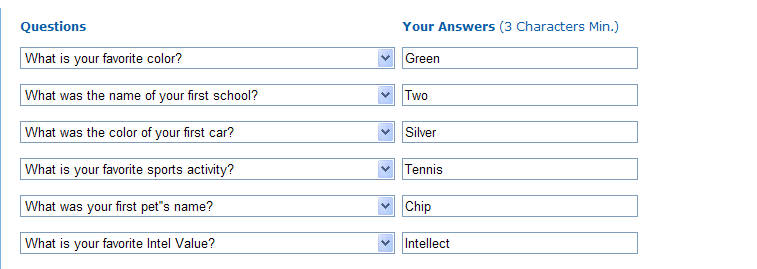 Questions Your Answers (3 Characters Min.)
What is your favorite color? Green
What was the name of your first school? Two
What was the color of your first car? Silver
What is your favorite sports activity? Tennis
What was your first pet"s name? Chip
What is your favorite Intel Value? Intellect